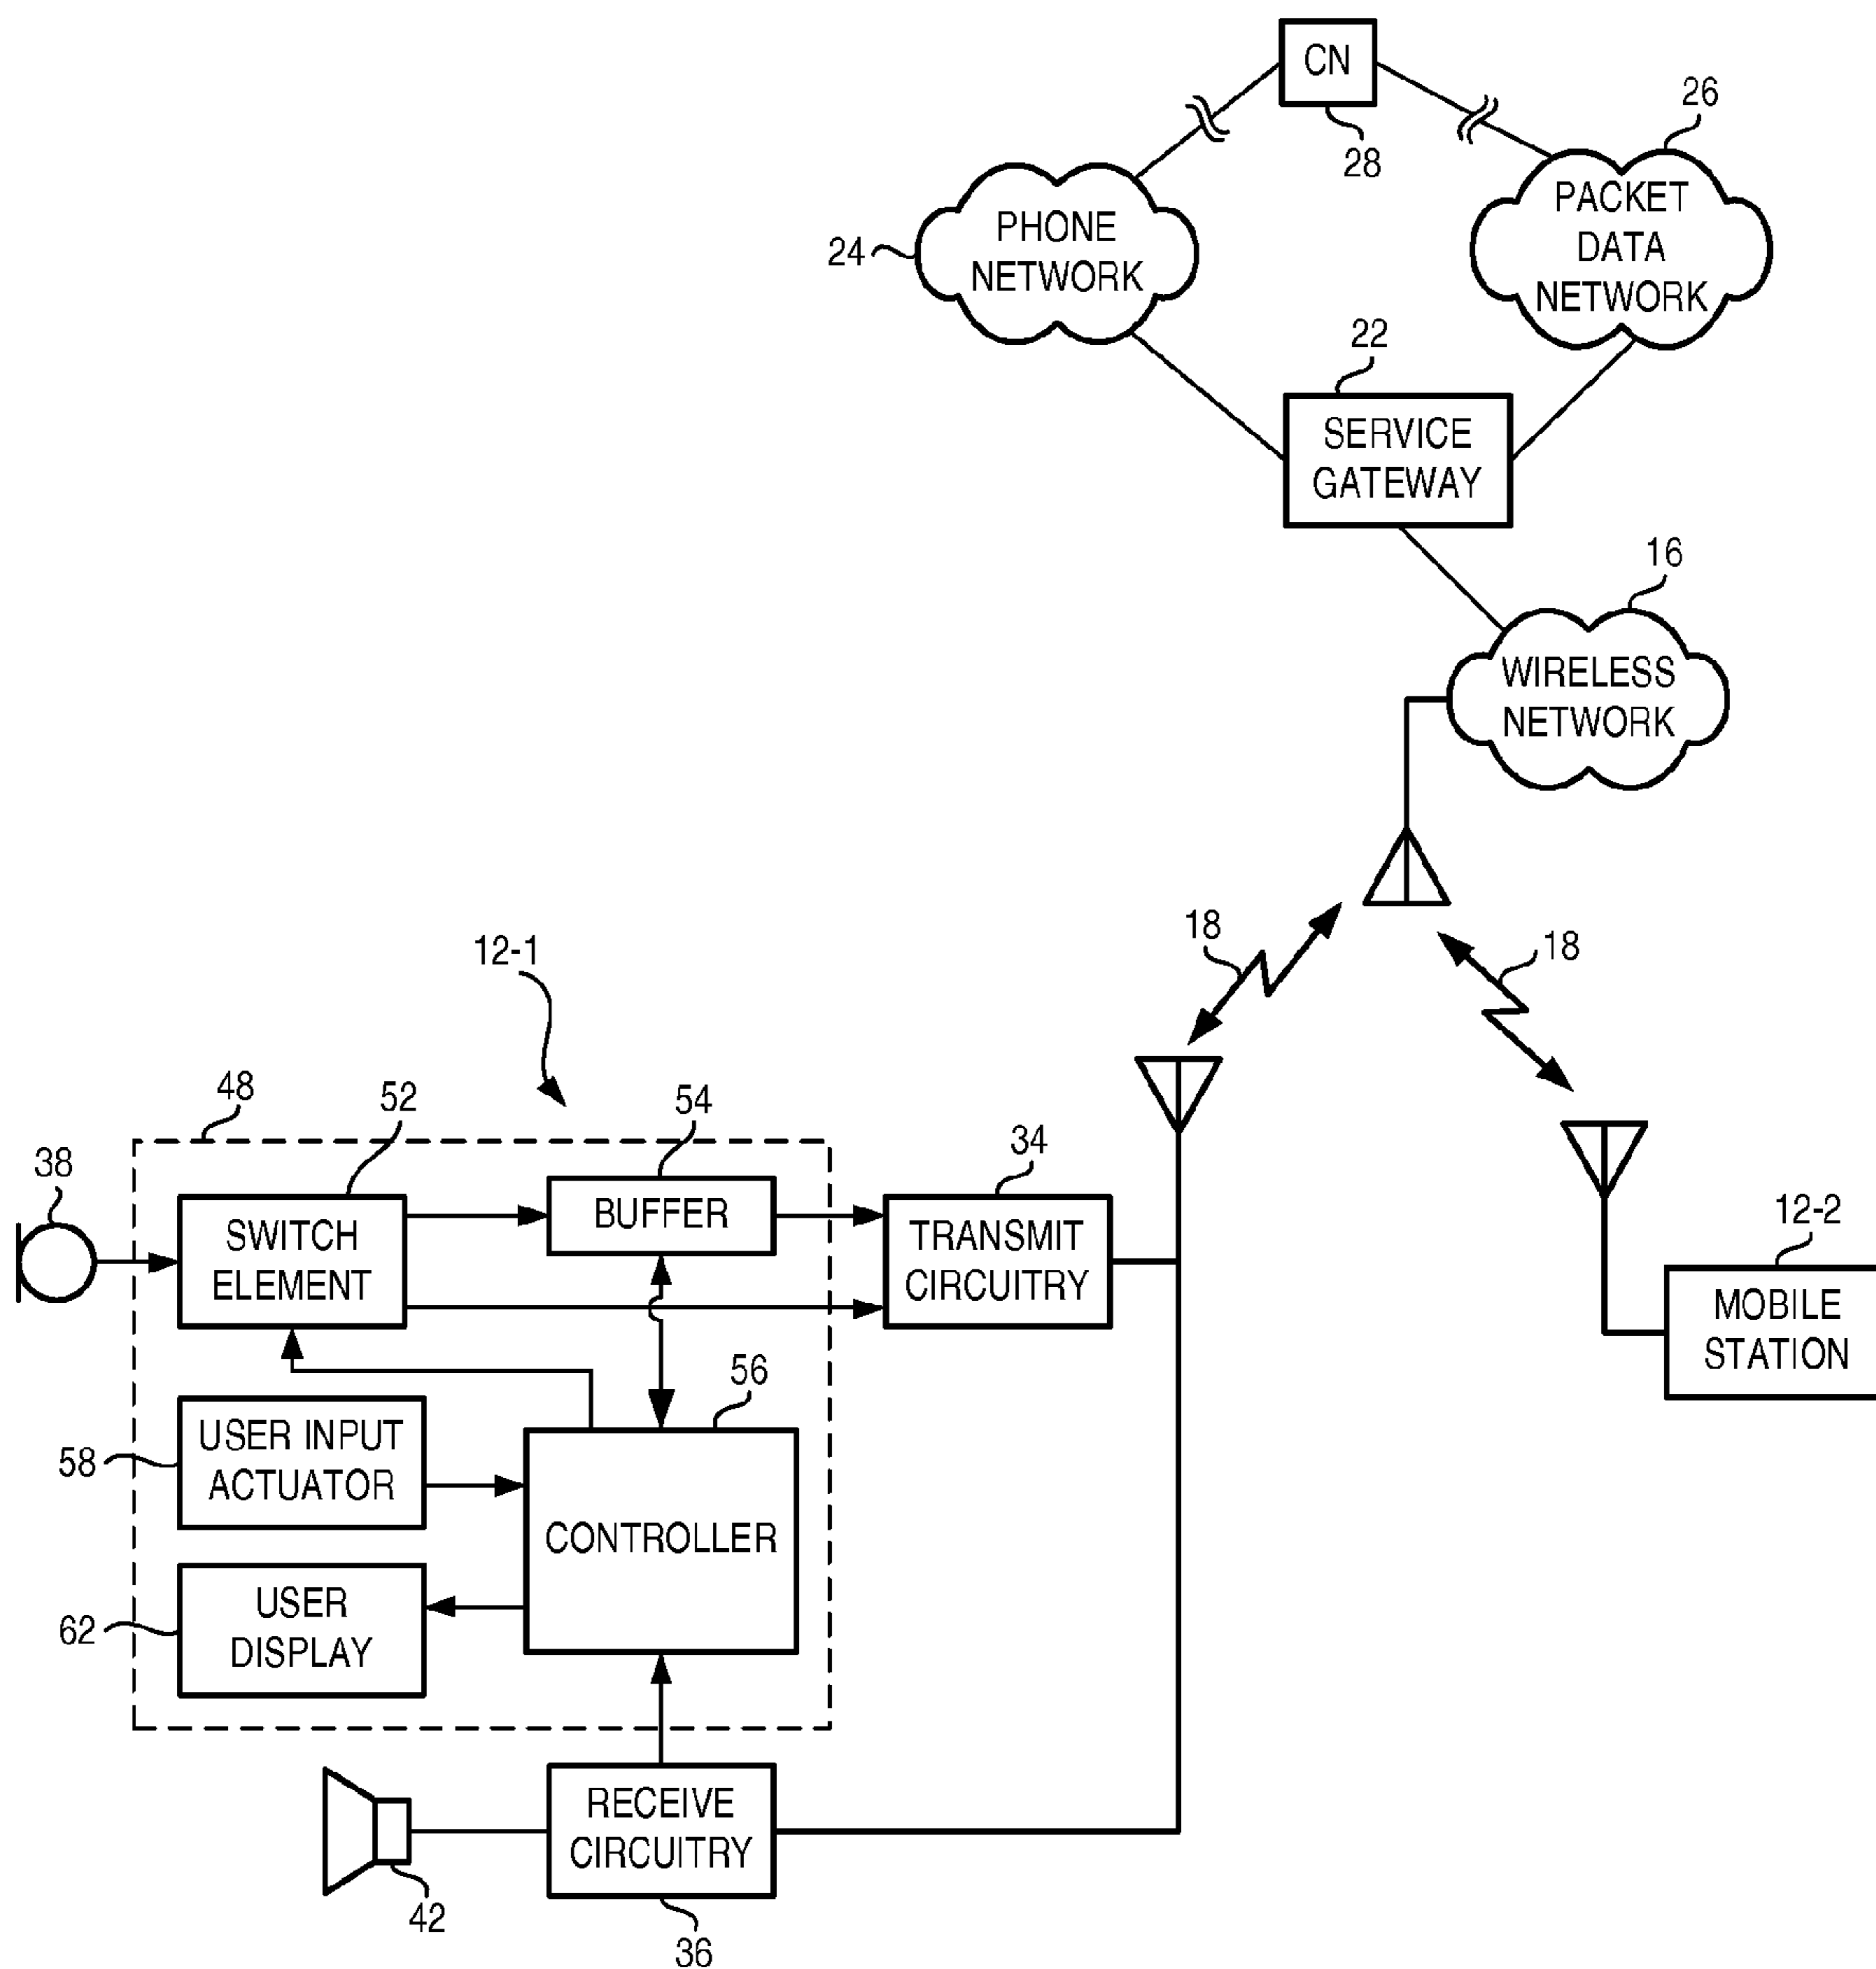 CN
28
26
PHONE
NETWORK
24
PACKET
DATA
NETWORK
22
SERVICE
GATEWAY
16
WIRELESS
NETWORK
18
18
12-1
48
52
54
34
38
SWITCH
ELEMENT
BUFFER
TRANSMIT
CIRCUITRY
12-2
MOBILE
STATION
56
58
USER INPUT
ACTUATOR
CONTROLLER
62
USER
DISPLAY
RECEIVE
CIRCUITRY
42
36